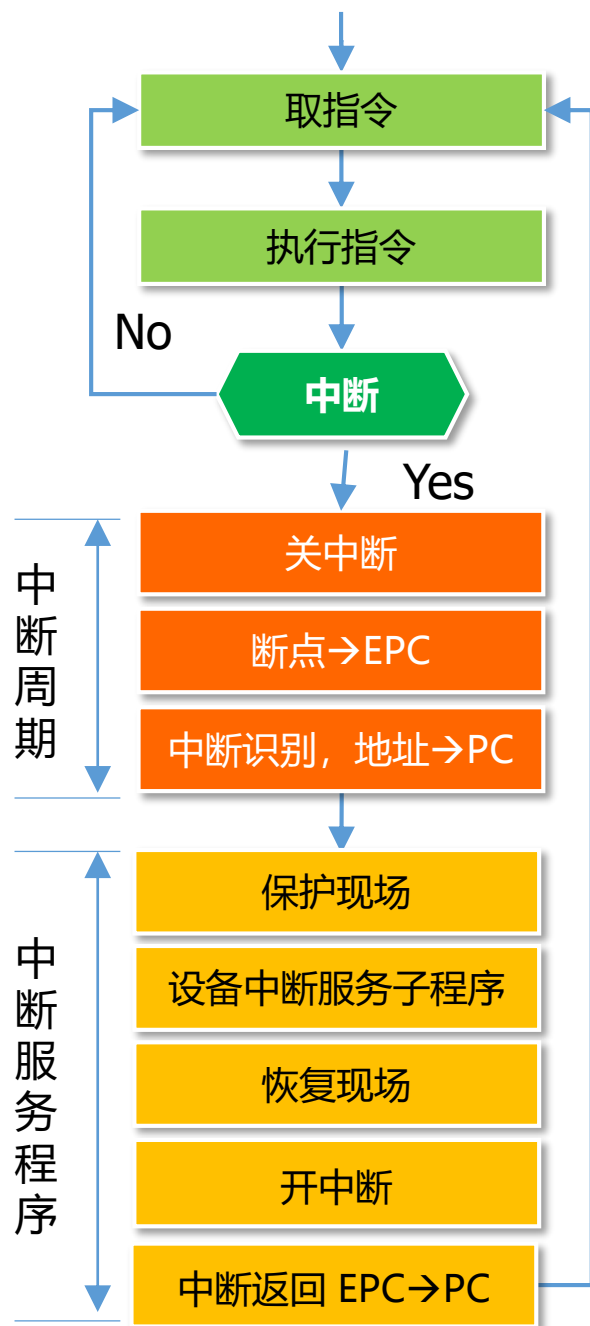 取指令
执行指令
No
中断
Yes
中断周期
关中断
断点→EPC
中断识别，地址→PC
中断服务程序
保护现场
设备中断服务子程序
恢复现场
开中断
中断返回 EPC→PC